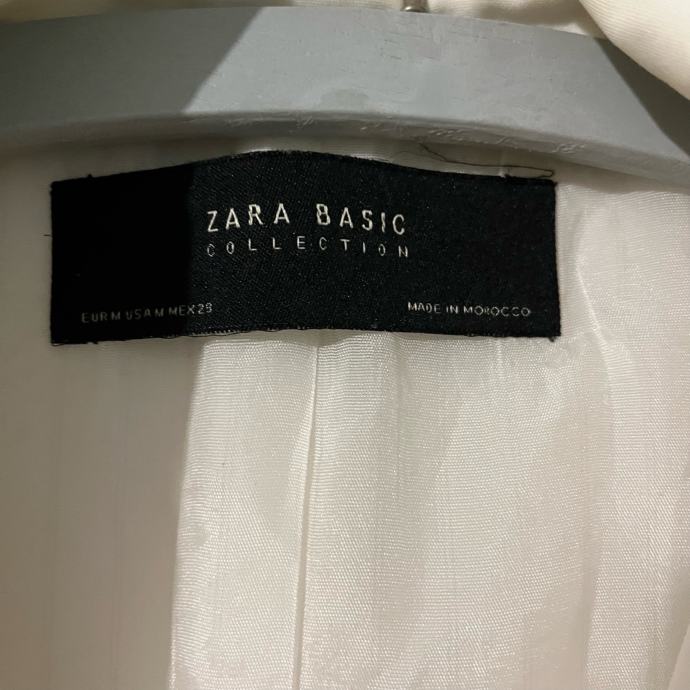 ZARA BASIC
COLLECTION
EUR M USA M MEX 28
MADE IN MOROCCO